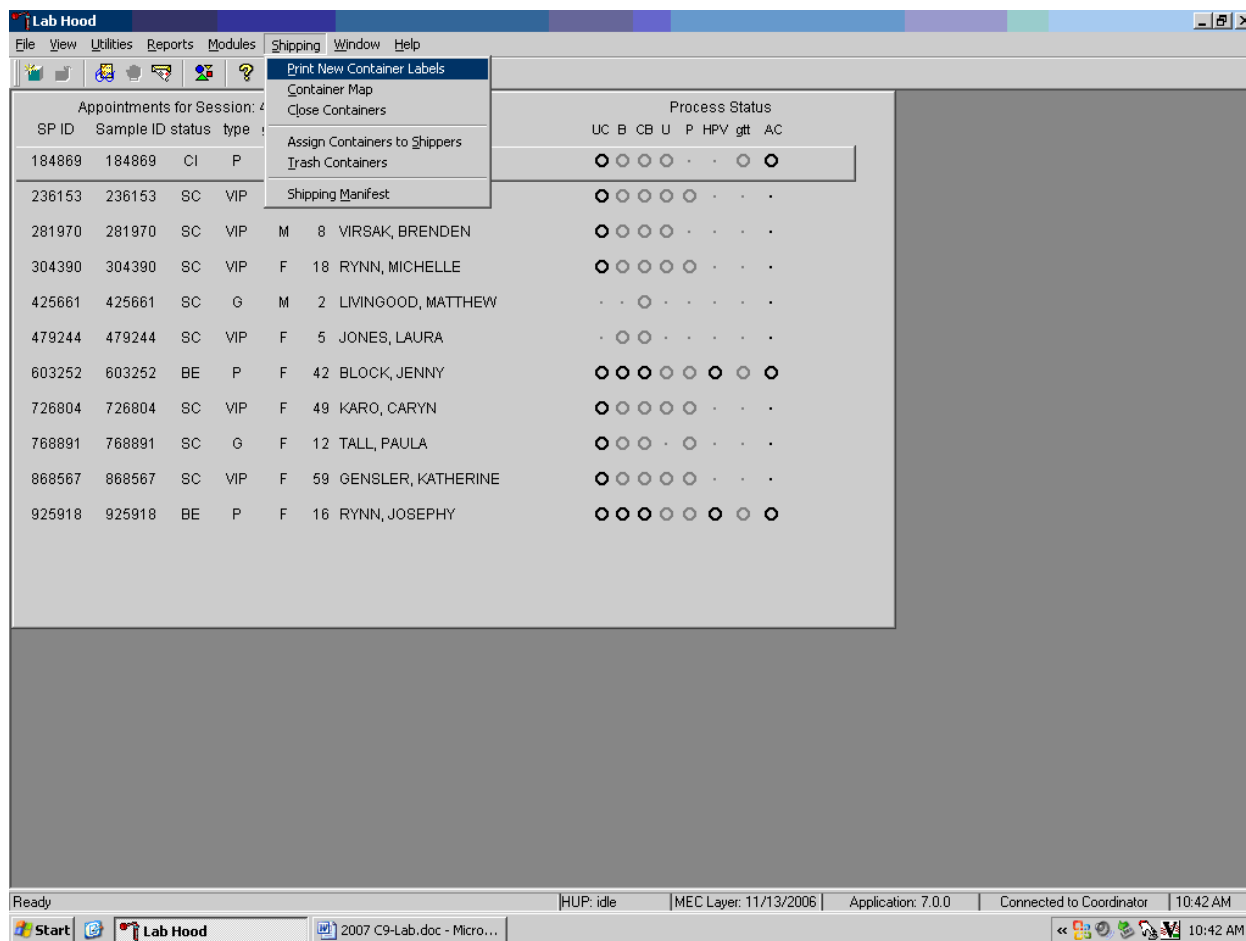 Lab Hood
File View Utilities Reports Modules Shipping Window Help
Print New Container Labels
Container Map
Close Containers
Assign Containers to Shippers
Trash Containers
Shipping Manifest
Appointments for Session: Process Status
SP ID Sample ID status type UC B CB U P HPV gtt AC
184869 184869 CI P
236153 236153 SC VIP
281970 281970 SC VIP M 8 VIRSAK, BRENDEN
304390 304390 SC VIP F 18 RYNN, MICHELLE
425661 425661 SC G M 2 LIVINGOOD, MATTHEW
479244 479244 SC VIP F 5 JONES, LAURA
603252 603252 BE P F 42 BLOCK, JENNY
726804 726804 SC VIP F 49 KARO, CARYN
768891 768891 SC G F 12 TALL, PAULA
868567 868567 SC VIP F 59 GENSLER, KATHERINE
925918 925918 BE P F 16 RYNN, JOSEPHY
Ready HUP: idle MEC Layer: 11/13/2006 Application: 7.0.0 Connected to Coordinator 10:42 AM
Start Lab Hood 2007 C9-Lab.doc - Micro... « 10:42 AM